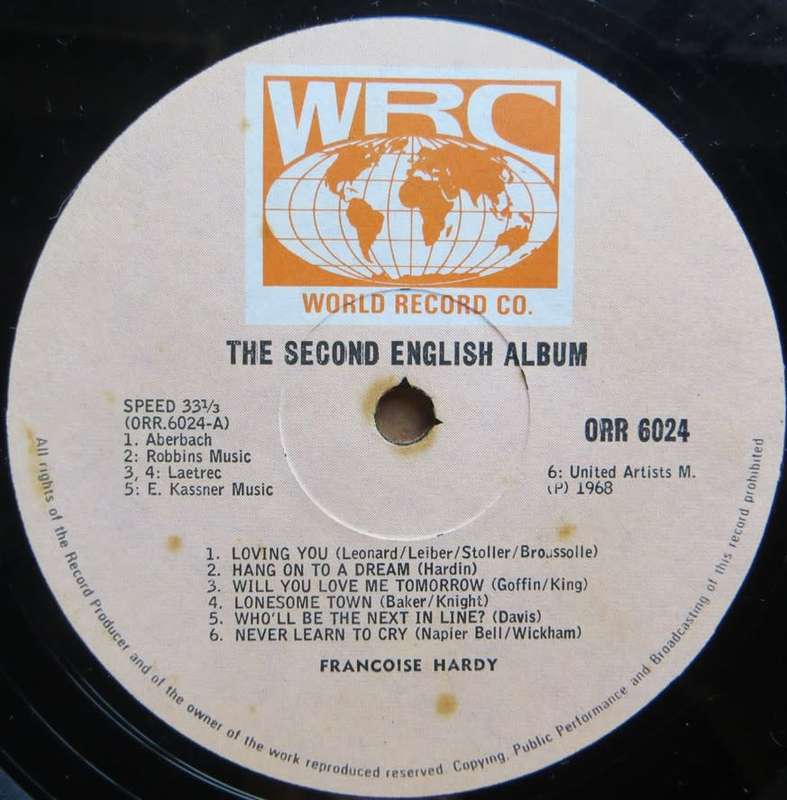 WRC
WORLD RECORD CO.
THE SECOND ENGLISH ALBUM
SPEED 33⅓
(ORR.6024-A)
1. Aberbach
2: Robbins Music
3, 4: Laetrec
5: E. Kassner Music
ORR 6024
6: United Artists M.
(P) 1968
1. LOVING YOU (Leonard/Leiber/Stoller/Broussolle)
2. HANG ON TO A DREAM (Hardin)
3. WILL YOU LOVE ME TOMORROW (Goffin/King)
4. LONESOME TOWN (Baker/Knight)
5. WHO'LL BE THE NEXT IN LINE? (Davis)
6. NEVER LEARN TO CRY (Napier Bell/Wickham)
FRANCOISE HARDY
All rights of the Record Producer and of the owner of the work reproduced reserved. Copying, Public Performance and Broadcasting of this record prohibited